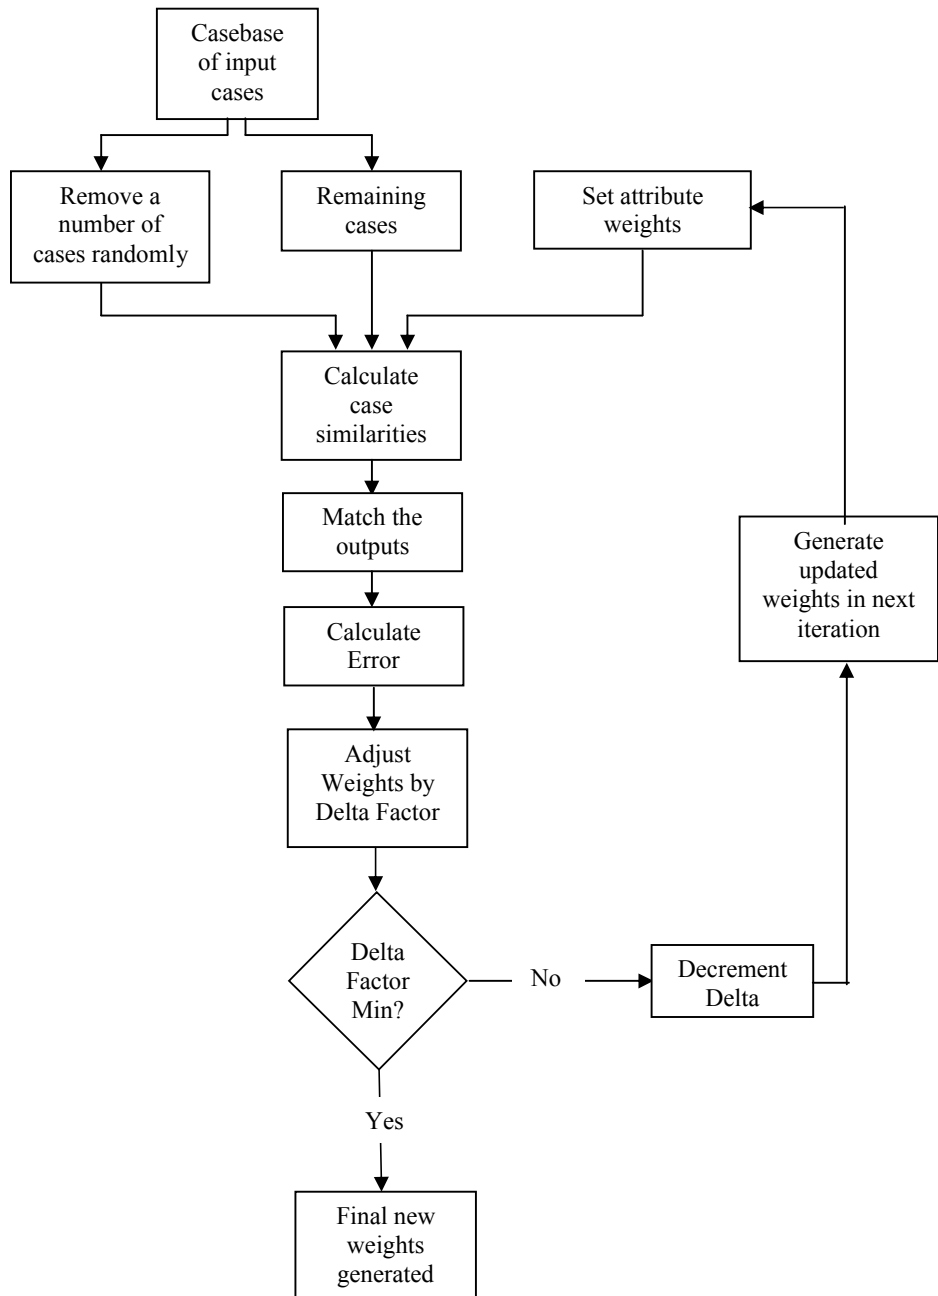 Casebase
of input
cases
Remove a
number of
cases randomly
Remaining
cases
Set attribute
weights
Calculate
case
similarities
Match the
outputs
Generate
updated
weights in next
iteration
Calculate
Error
Adjust
Weights by
Delta Factor
Delta
Factor
Min?
No
Decrement
Delta
Yes
Final new
weights
generated